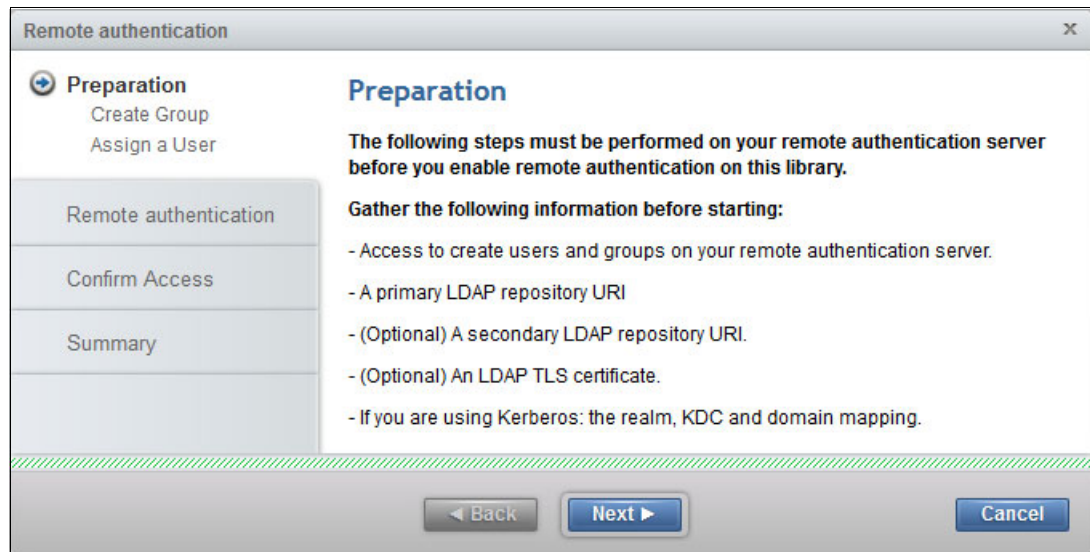 Remote authentication
x
Preparation
Create Group
Assign a User
Remote authentication
Confirm Access
Summary
Preparation
The following steps must be performed on your remote authentication server
before you enable remote authentication on this library.
Gather the following information before starting:
- Access to create users and groups on your remote authentication server.
- A primary LDAP repository URI
- (Optional) A secondary LDAP repository URI.
- (Optional) An LDAP TLS certificate.
- If you are using Kerberos: the realm, KDC and domain mapping.
Back
Next
Cancel